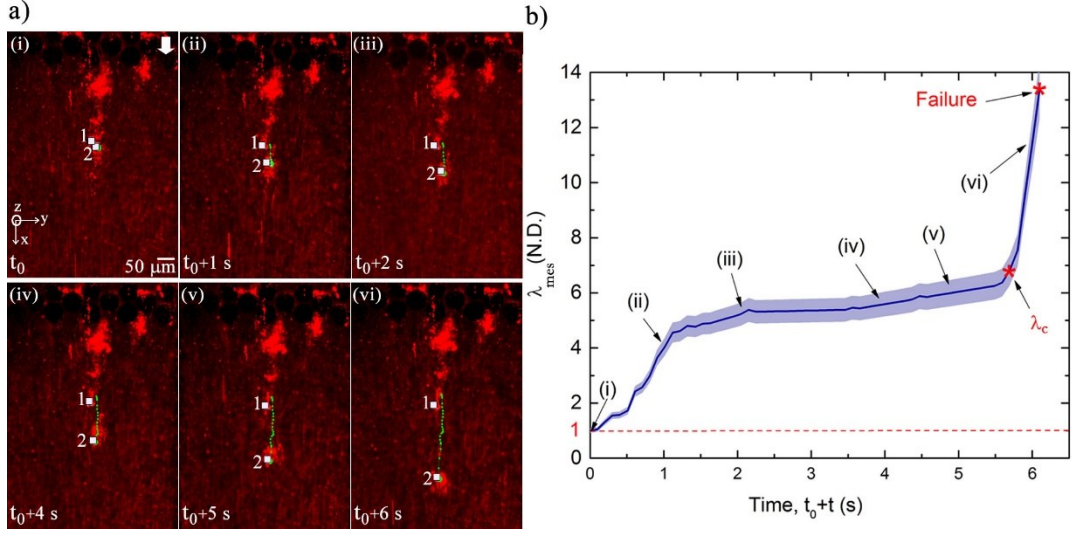 a)
(i)
(ii)
(iii)
1
2
1
2
1
2
z
y
x
t0
50 μm
t0+1 s
t0+2 s
(iv)
(v)
(vi)
1
2
1
2
1
2
t0+4 s
t0+5 s
t0+6 s
b)
14
12
10
8
6
4
2
1
0
λmes (N.D.)
Failure
(vi)
(v)
(iv)
(iii)
(ii)
(i)
λc
0 1 2 3 4 5 6
Time, t0+t (s)